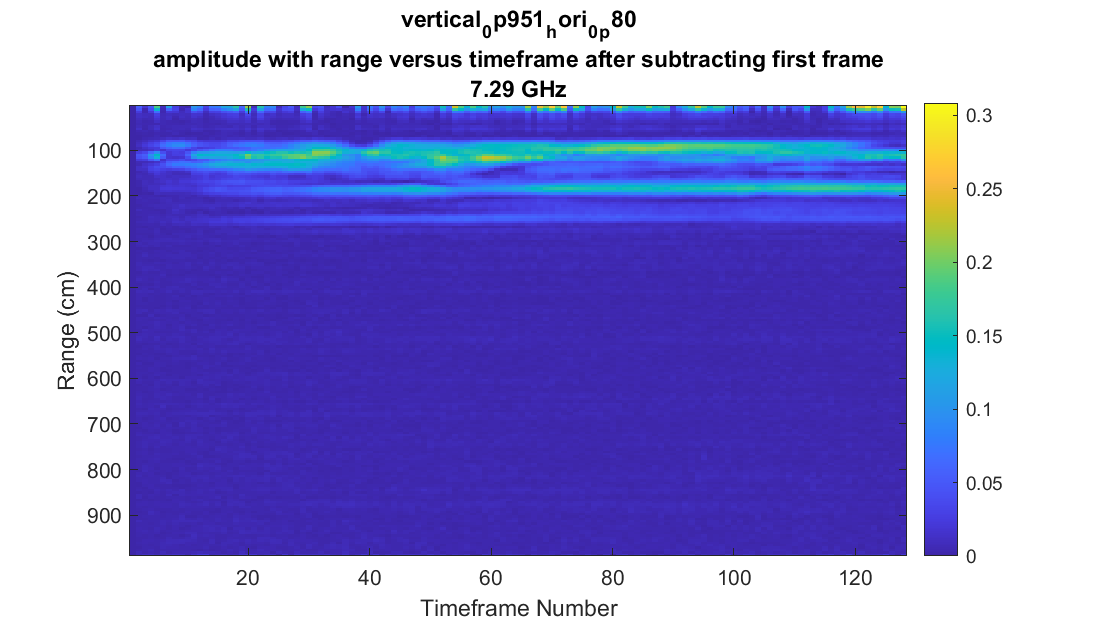 vertical_0p951_hori_0p80
amplitude with range versus timeframe after subtracting first frame
7.29 GHz
100
200
300
400
500
600
700
800
900
Range (cm)
20 40 60 80 100 120
Timeframe Number
0.3
0.25
0.2
0.15
0.1
0.05
0